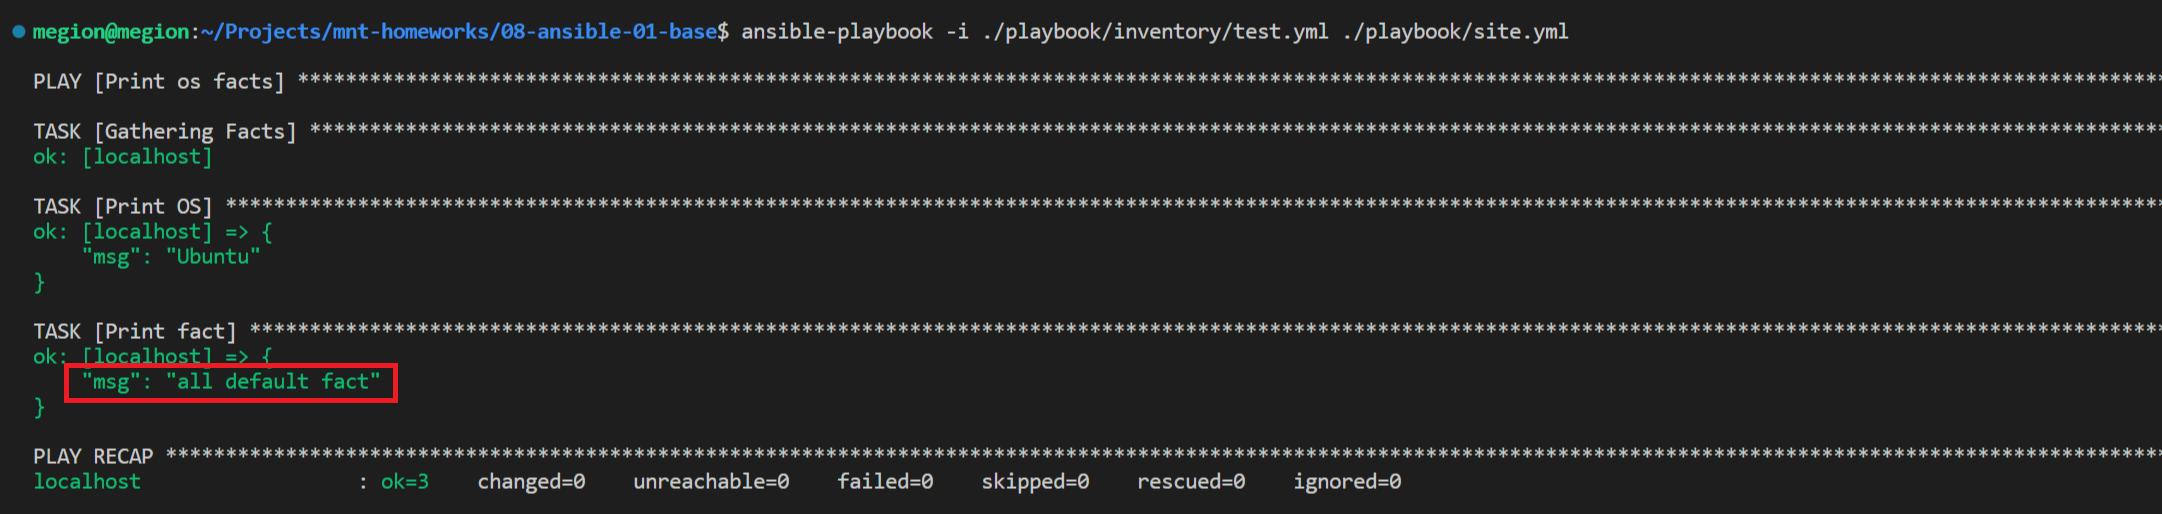 megion@megion:~/Projects/mnt-homeworks/08-ansible-01-base$ ansible-playbook -i ./playbook/inventory/test.yml ./playbook/site.yml
PLAY [Print os facts] ****************************************************************************************************************************************************************
TASK [Gathering Facts] ***************************************************************************************************************************************************************
ok: [localhost]
TASK [Print OS] **********************************************************************************************************************************************************************
ok: [localhost] => {
    "msg": "Ubuntu"
}
TASK [Print fact] ********************************************************************************************************************************************************************
ok: [localhost] => {
    "msg": "all default fact"
}
PLAY RECAP ***************************************************************************************************************************************************************************
localhost                  : ok=3    changed=0    unreachable=0    failed=0    skipped=0    rescued=0    ignored=0